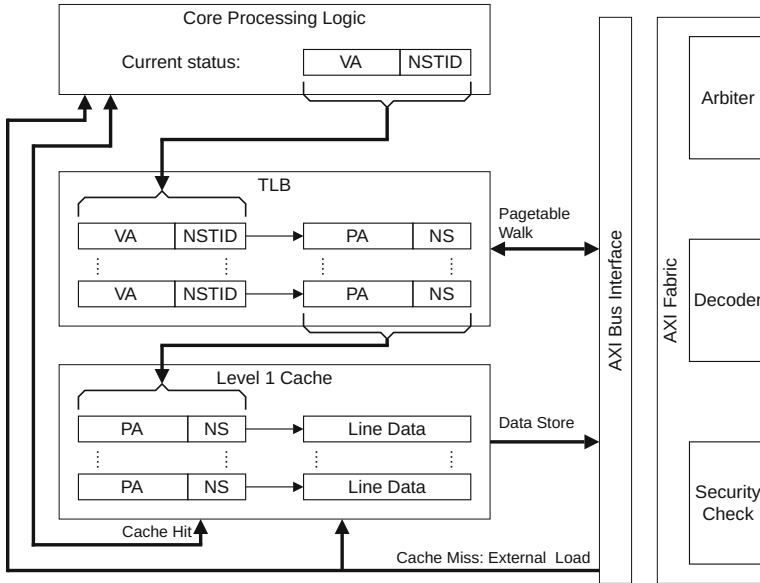 Core Processing Logic
Current status:
VA NSTID
TLB
VA NSTID PA NS
VA NSTID PA NS
Pagetable
Walk
Level 1 Cache
PA NS Line Data
PA NS Line Data
Data Store
Cache Hit
Cache Miss: External Load
AXI Bus Interface
AXI Fabric
Arbiter
Decoder
Security
Check